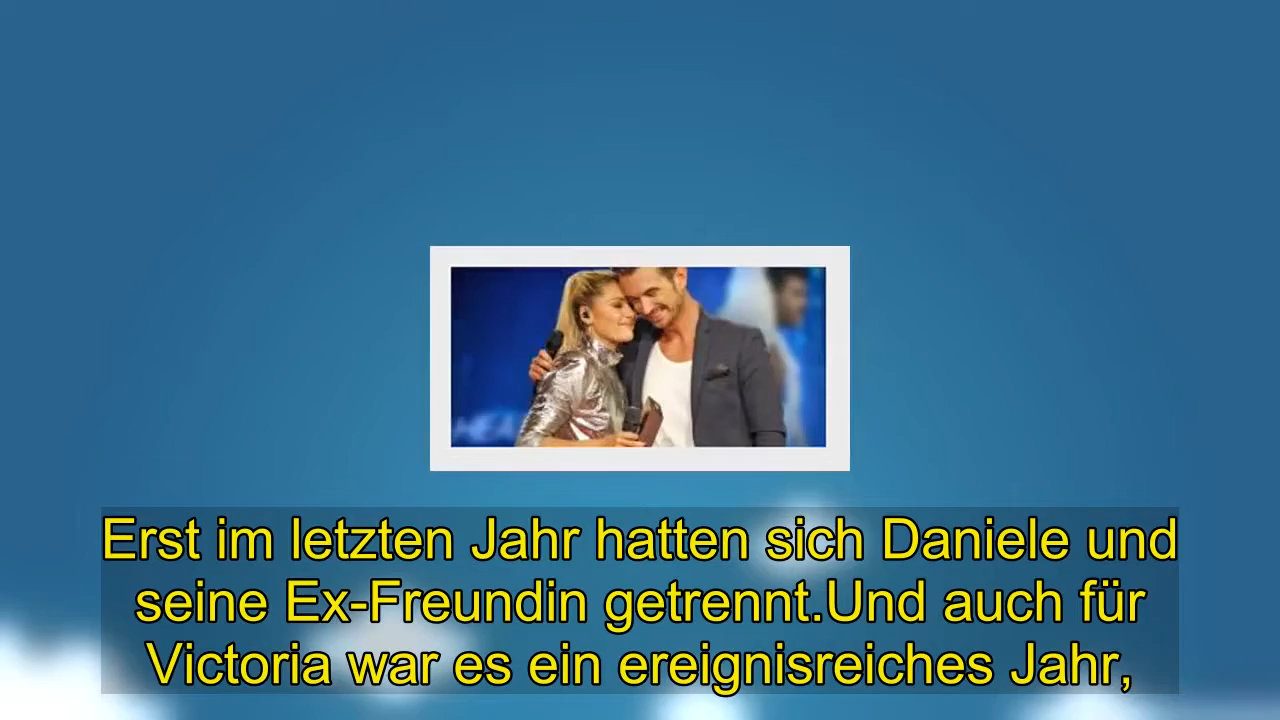 HEA
Erst im letzten Jahr hatten sich Daniele und
seine Ex-Freundin getrennt.Und auch für
Victoria war es ein ereignisreiches Jahr,